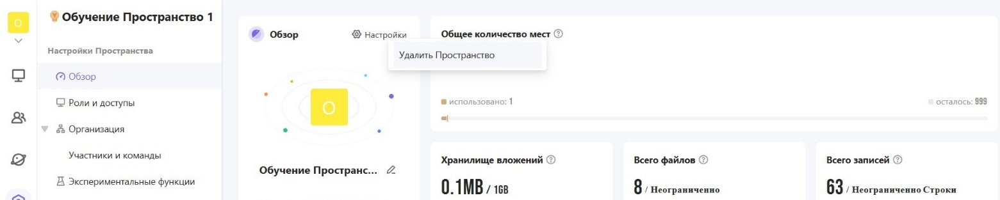 О
Обучение Пространство 1
Настройки Пространства
Обзор
Роли и доступы
Организация
Участники и команды
Экспериментальные функции
Обзор
Настройки
Удалить Пространство
О
Обучение Пространс...
Общее количество мест ?
использовано: 1
осталось: 999
Хранилище вложений ?
0.1MB / 1GB
Всего файлов ?
8 / Неограниченно
Всего записей ?
63 / Неограниченно Строки